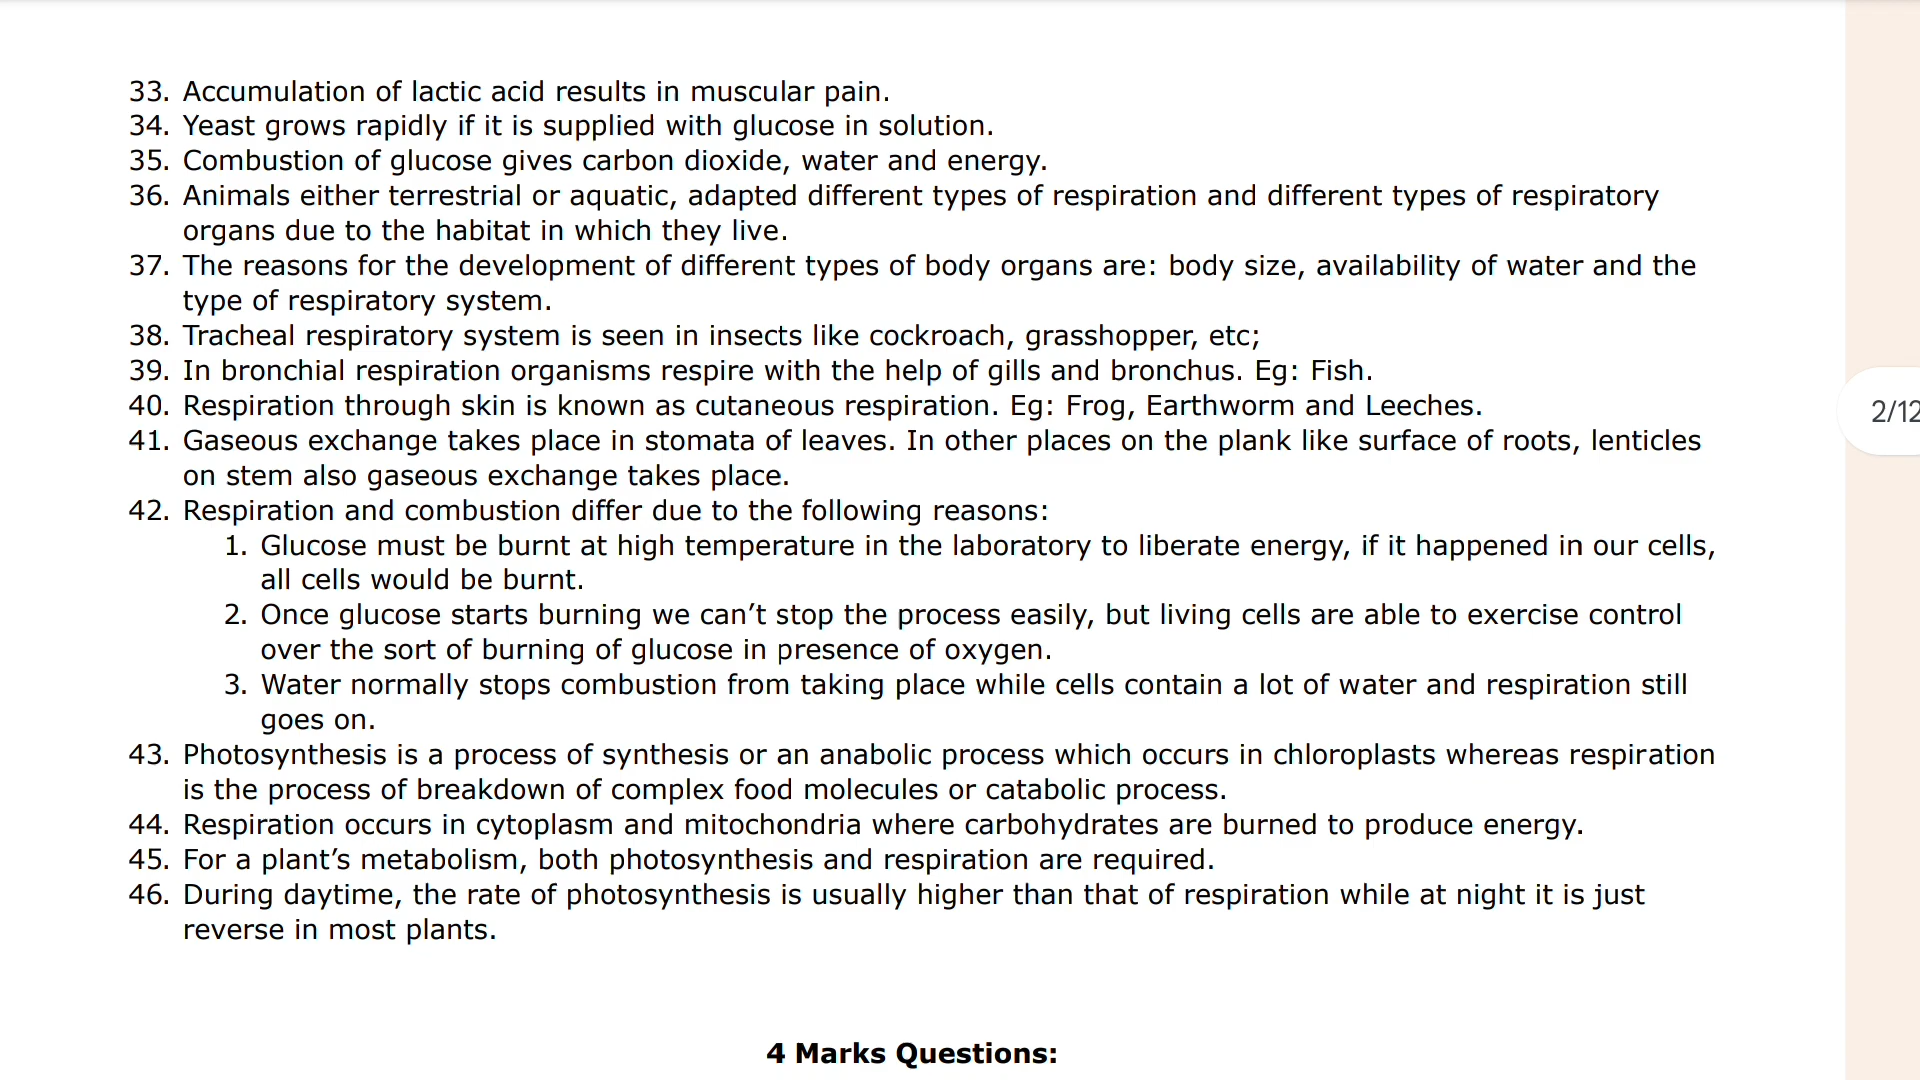 33. Accumulation of lactic acid results in muscular pain.
34. Yeast grows rapidly if it is supplied with glucose in solution.
35. Combustion of glucose gives carbon dioxide, water and energy.
36. Animals either terrestrial or aquatic, adapted different types of respiration and different types of respiratory
organs due to the habitat in which they live.
37. The reasons for the development of different types of body organs are: body size, availability of water and the
type of respiratory system.
38. Tracheal respiratory system is seen in insects like cockroach, grasshopper, etc;
39. In bronchial respiration organisms respire with the help of gills and bronchus. Eg: Fish.
40. Respiration through skin is known as cutaneous respiration. Eg: Frog, Earthworm and Leeches.
41. Gaseous exchange takes place in stomata of leaves. In other places on the plank like surface of roots, lenticles
on stem also gaseous exchange takes place.
42. Respiration and combustion differ due to the following reasons:
1. Glucose must be burnt at high temperature in the laboratory to liberate energy, if it happened in our cells,
all cells would be burnt.
2. Once glucose starts burning we can’t stop the process easily, but living cells are able to exercise control
over the sort of burning of glucose in presence of oxygen.
3. Water normally stops combustion from taking place while cells contain a lot of water and respiration still
goes on.
43. Photosynthesis is a process of synthesis or an anabolic process which occurs in chloroplasts whereas respiration
is the process of breakdown of complex food molecules or catabolic process.
44. Respiration occurs in cytoplasm and mitochondria where carbohydrates are burned to produce energy.
45. For a plant’s metabolism, both photosynthesis and respiration are required.
46. During daytime, the rate of photosynthesis is usually higher than that of respiration while at night it is just
reverse in most plants.
4 Marks Questions:
2/12